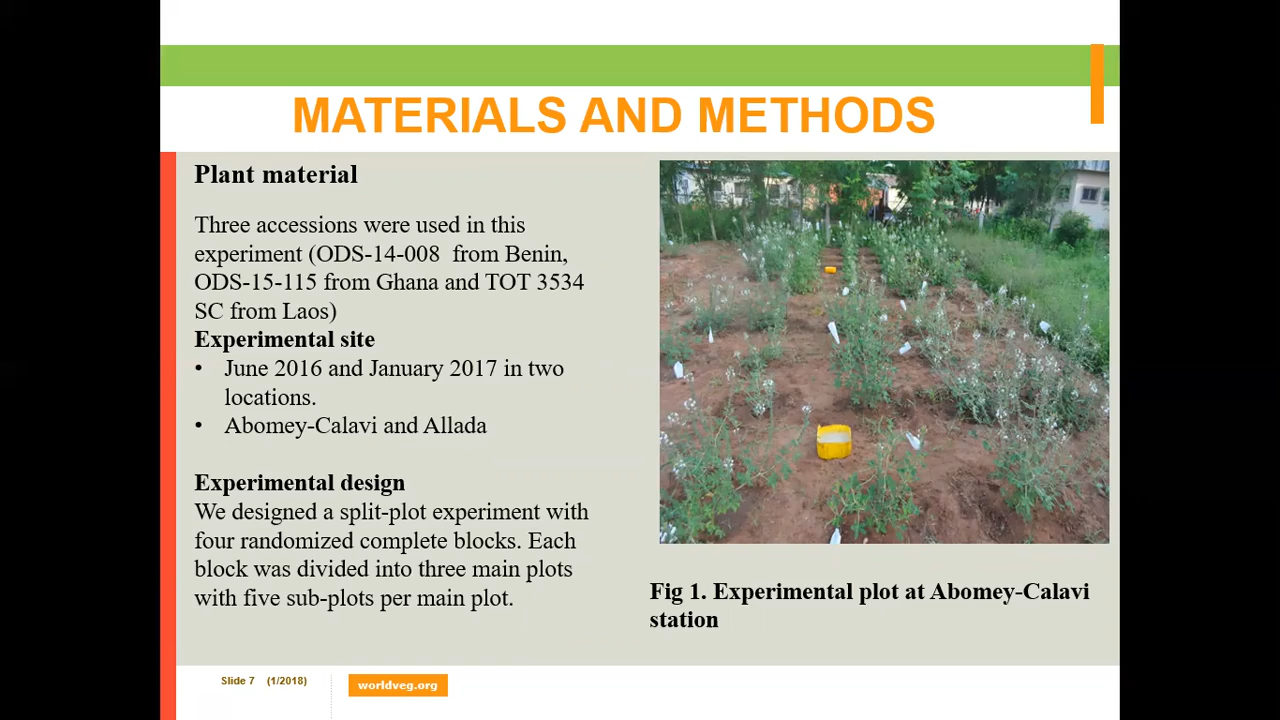 MATERIALS AND METHODS
Plant material
Three accessions were used in this
experiment (ODS-14-008 from Benin,
ODS-15-115 from Ghana and TOT 3534
SC from Laos)
Experimental site
• June 2016 and January 2017 in two
locations.
• Abomey-Calavi and Allada
Experimental design
We designed a split-plot experiment with
four randomized complete blocks. Each
block was divided into three main plots
with five sub-plots per main plot.
Fig 1. Experimental plot at Abomey-Calavi
station
Slide 7 (1/2018)
worldveg.org